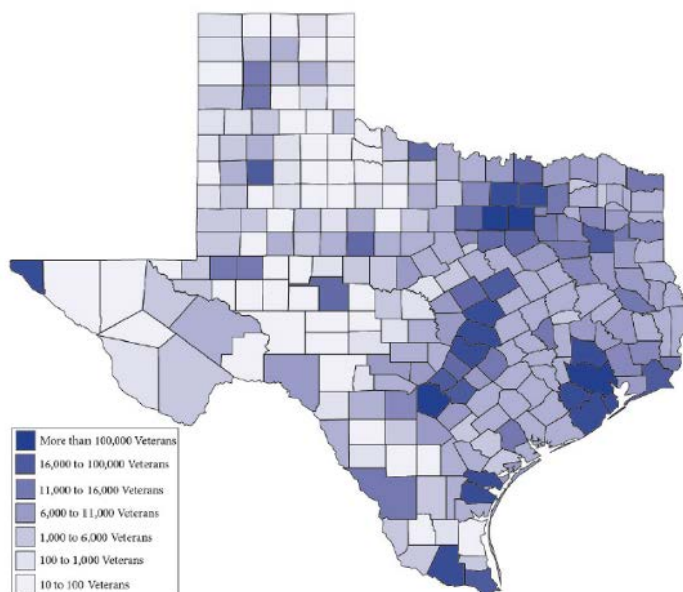 More than 100,000 Veterans
16,000 to 100,000 Veterans
11,000 to 16,000 Veterans
6,000 to 11,000 Veterans
1,000 to 6,000 Veterans
100 to 1,000 Veterans
10 to 100 Veterans